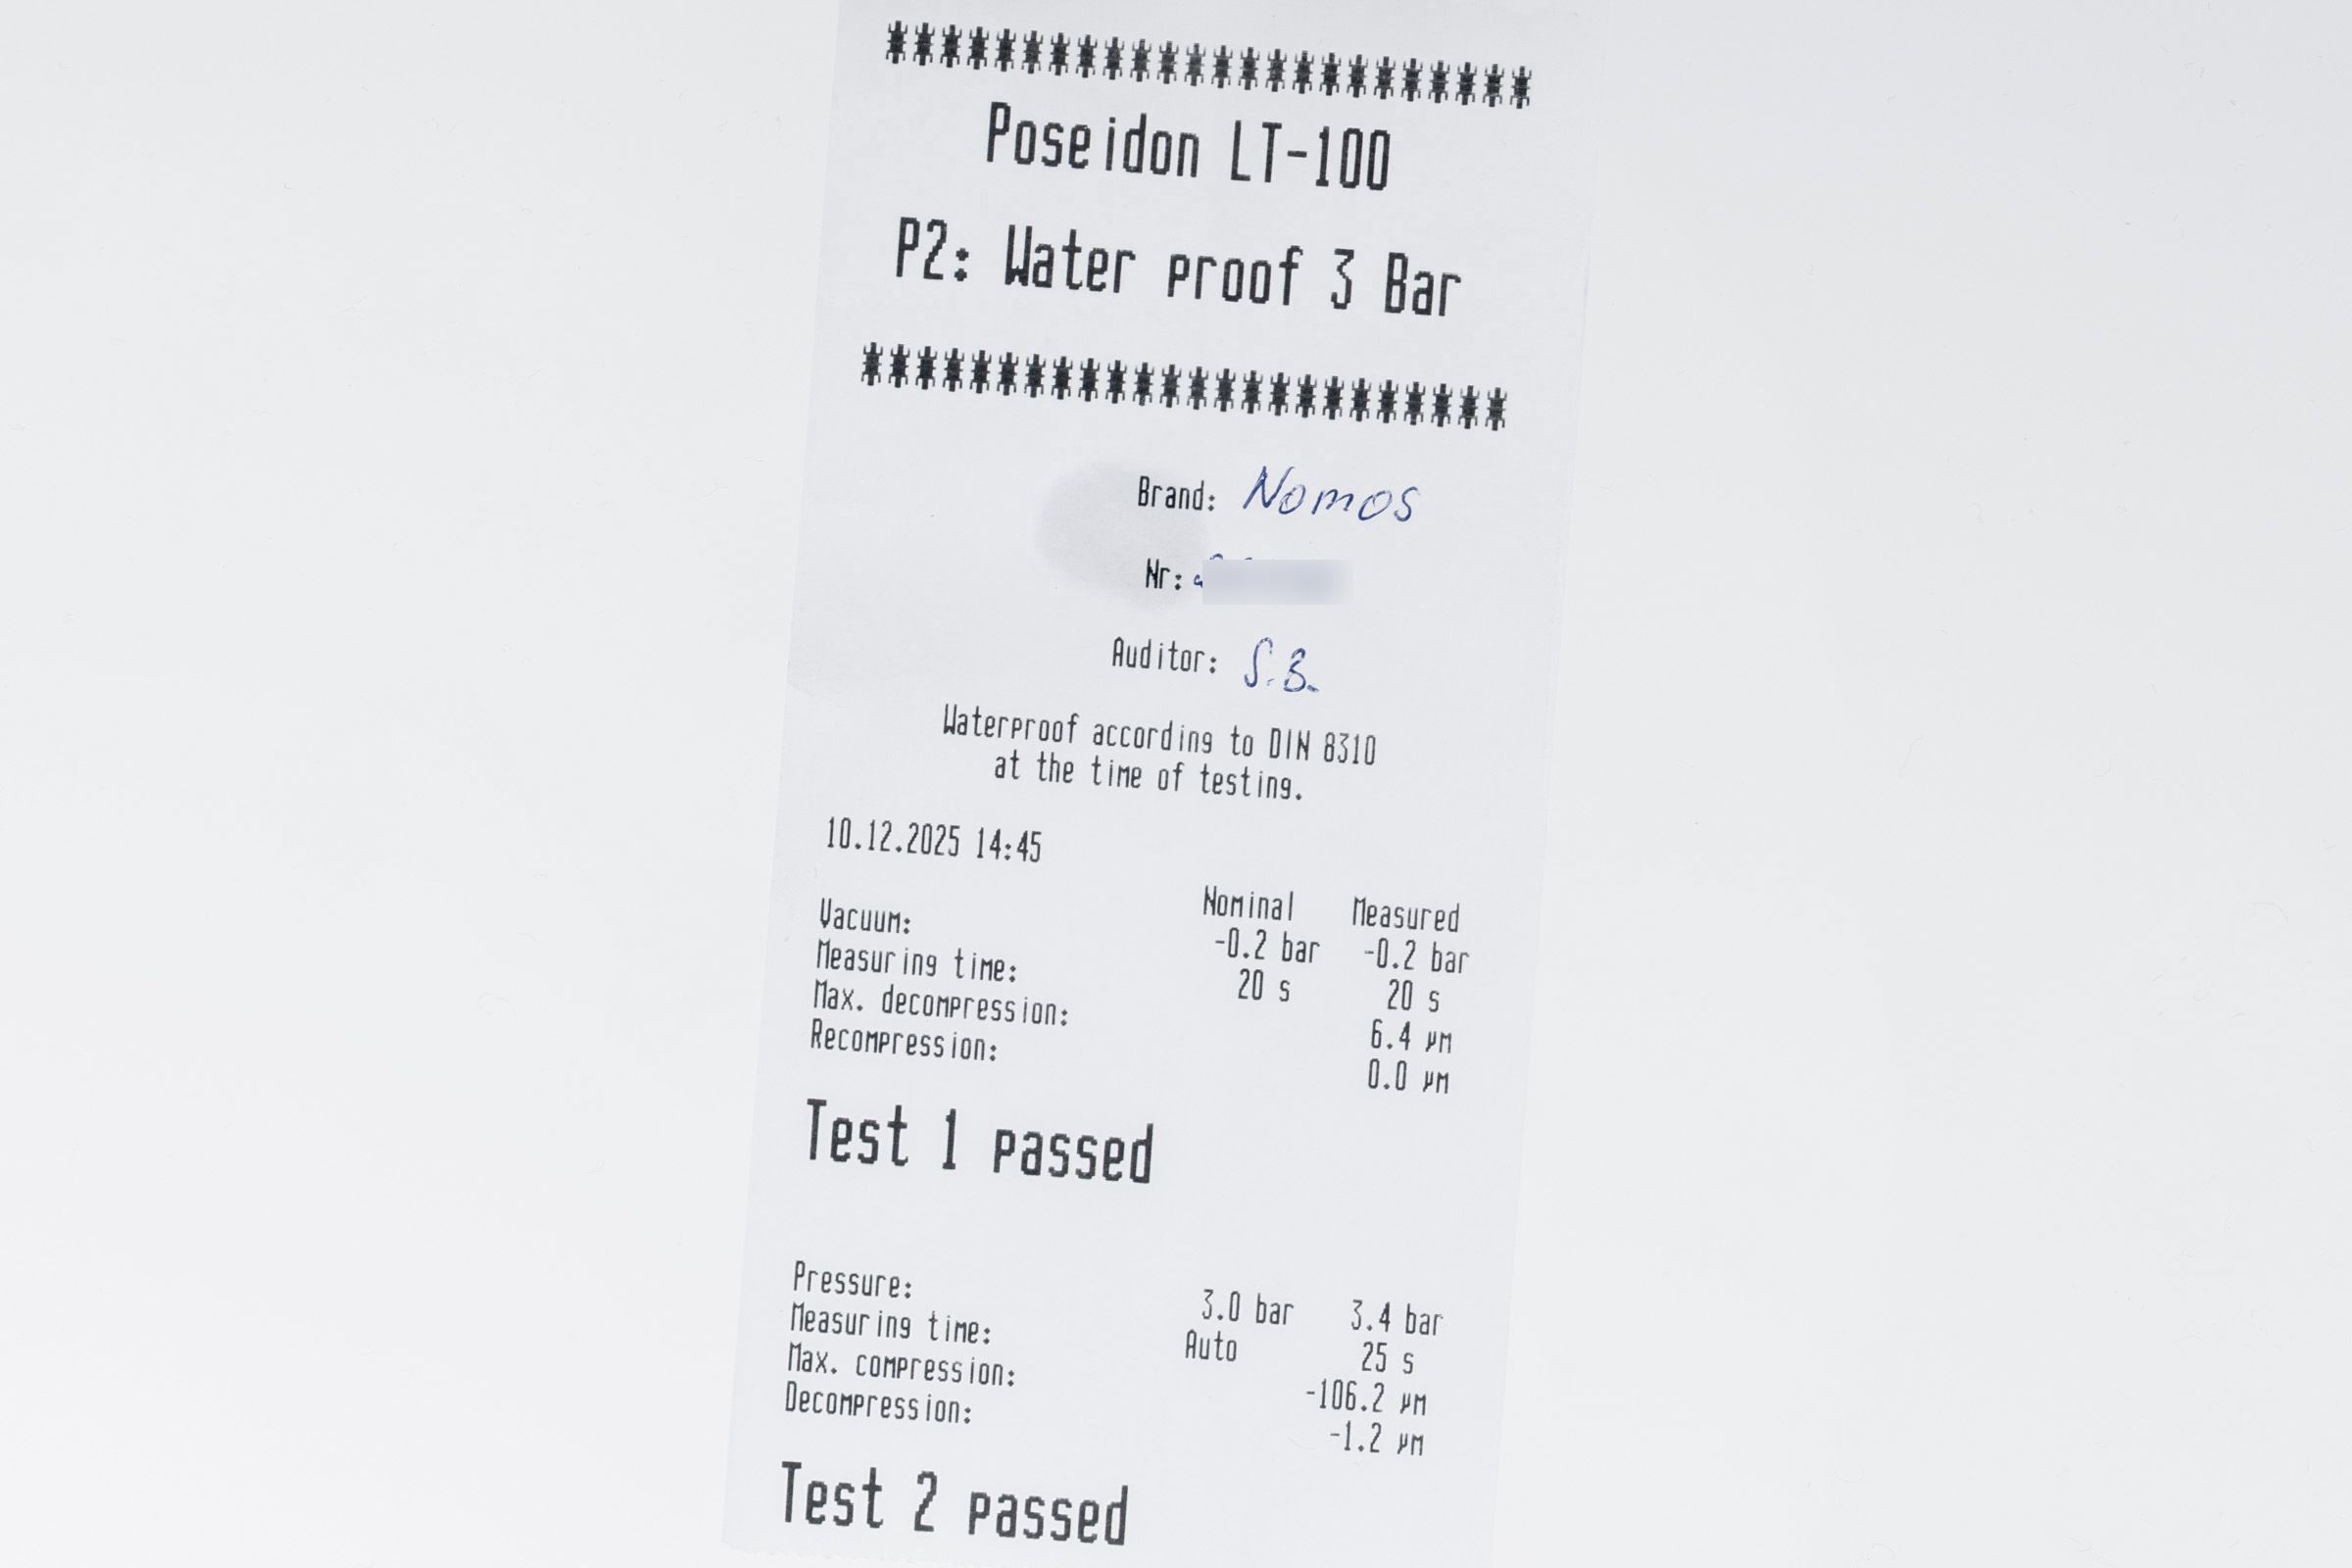 ************************
Poseidon LT-100
P2: Water proof 3 Bar
************************
Brand: Nomos
Nr:
Auditor: S.B.
Waterproof according to DIN 8310
at the time of testing.
10.12.2025 14:45
Nominal Measured
Vacuum: -0.2 bar -0.2 bar
Measuring time: 20 s 20 s
Max. decompression: 6.4 µm
Recompression: 0.0 µm
Test 1 passed
Pressure: 3.0 bar 3.4 bar
Measuring time: Auto 25 s
Max. compression: -106.2 µm
Decompression: -1.2 µm
Test 2 passed